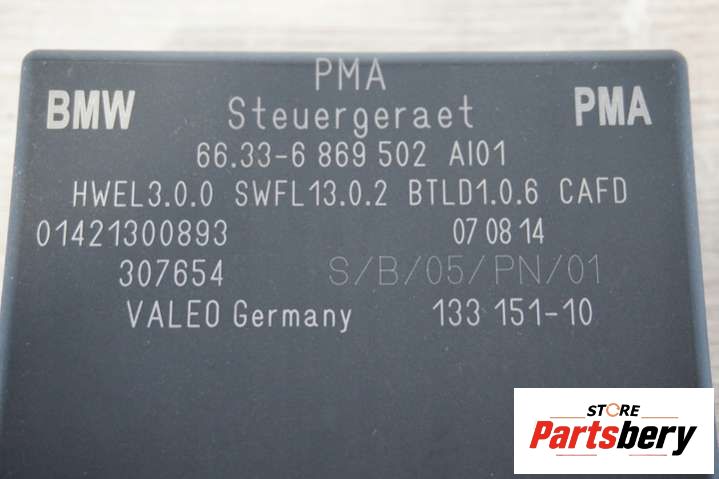 PMA
BMW Steuergeraet PMA
66.33-6 869 502 AI01
HWEL3.0.0 SWFL13.0.2 BTLD1.0.6 CAFD
01421300893 07 08 14
307654 S/B/05/PN/01
VALEO Germany 133 151-10
STORE
Partsbery